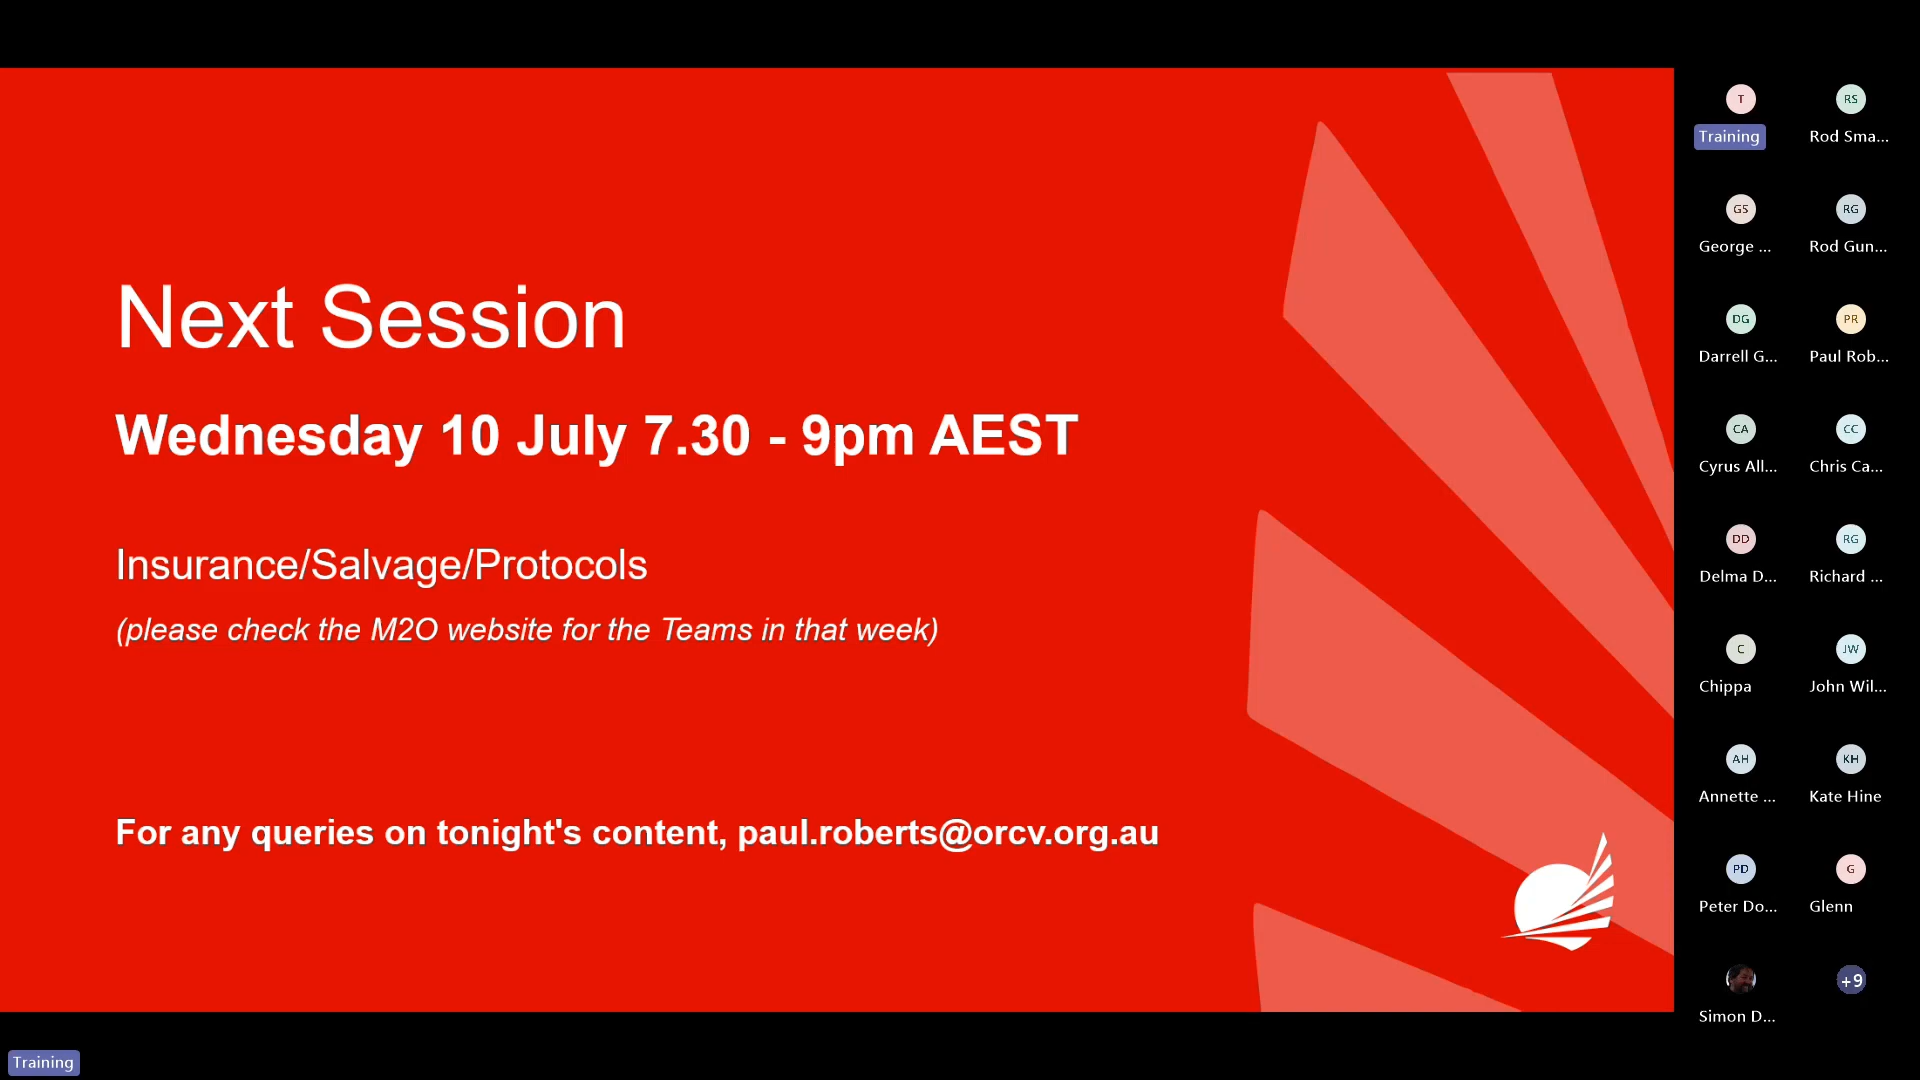 Next Session
Wednesday 10 July 7.30 - 9pm AEST
Insurance/Salvage/Protocols
(please check the M2O website for the Teams in that week)
For any queries on tonight's content, paul.roberts@orcv.org.au
T
Training
RS
Rod Sma...
GS
George ...
RG
Rod Gun...
DG
Darrell G...
PR
Paul Rob...
CA
Cyrus All...
CC
Chris Ca...
DD
Delma D...
RG
Richard ...
C
Chippa
JW
John Wil...
AH
Annette ...
KH
Kate Hine
PD
Peter Do...
G
Glenn
Simon D...
+9
Training